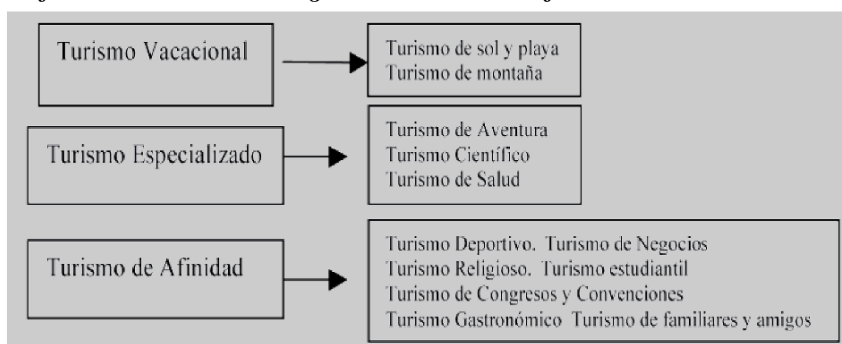 Turismo Vacacional
Turismo de sol y playa
Turismo de montaña
Turismo Especializado
Turismo de Aventura
Turismo Científico
Turismo de Salud
Turismo de Afinidad
Turismo Deportivo. Turismo de Negocios
Turismo Religioso. Turismo estudiantil
Turismo de Congresos y Convenciones
Turismo Gastronómico Turismo de familiares y amigos